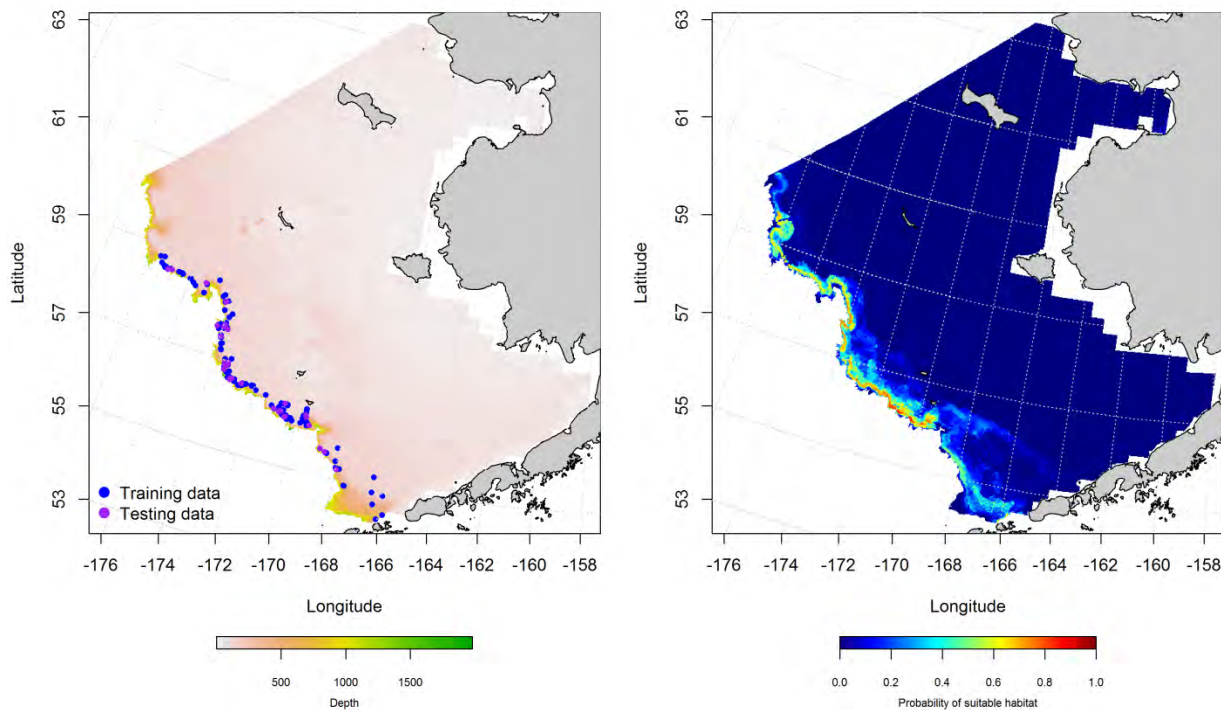 63
61
59
57
55
53
Latitude
Training data
Testing data
-176 -174 -172 -170 -168 -166 -164 -162 -160 -158
Longitude
500 1000 1500
Depth
63
61
59
57
55
53
Latitude
-176 -174 -172 -170 -168 -166 -164 -162 -160 -158
Longitude
0.0 0.2 0.4 0.6 0.8 1.0
Probability of suitable habitat